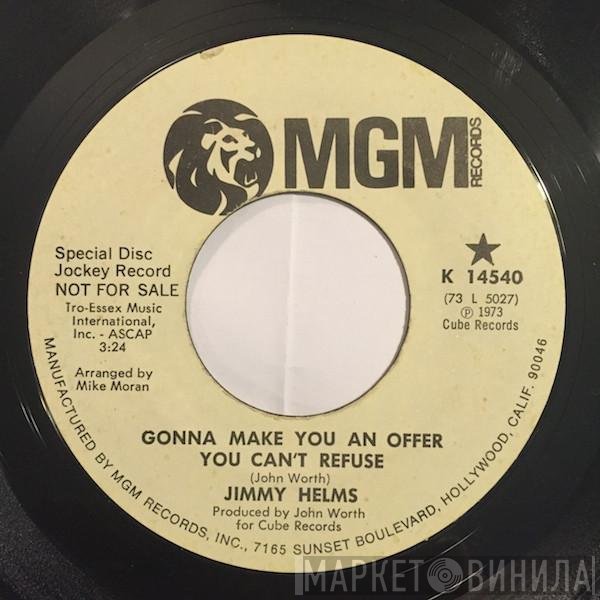 MGM
RECORDS
Special Disc
Jockey Record
NOT FOR SALE
Tro-Essex Music
International,
Inc. - ASCAP
3:24
Arranged by
Mike Moran
★
K 14540
(73 L 5027)
Ⓟ 1973
Cube Records
GONNA MAKE YOU AN OFFER
YOU CAN'T REFUSE
(John Worth)
JIMMY HELMS
Produced by John Worth
for Cube Records
MANUFACTURED BY MGM RECORDS, INC., 7165 SUNSET BOULEVARD, HOLLYWOOD, CALIF. 90046
МАРКЕТ ВИНИЛА